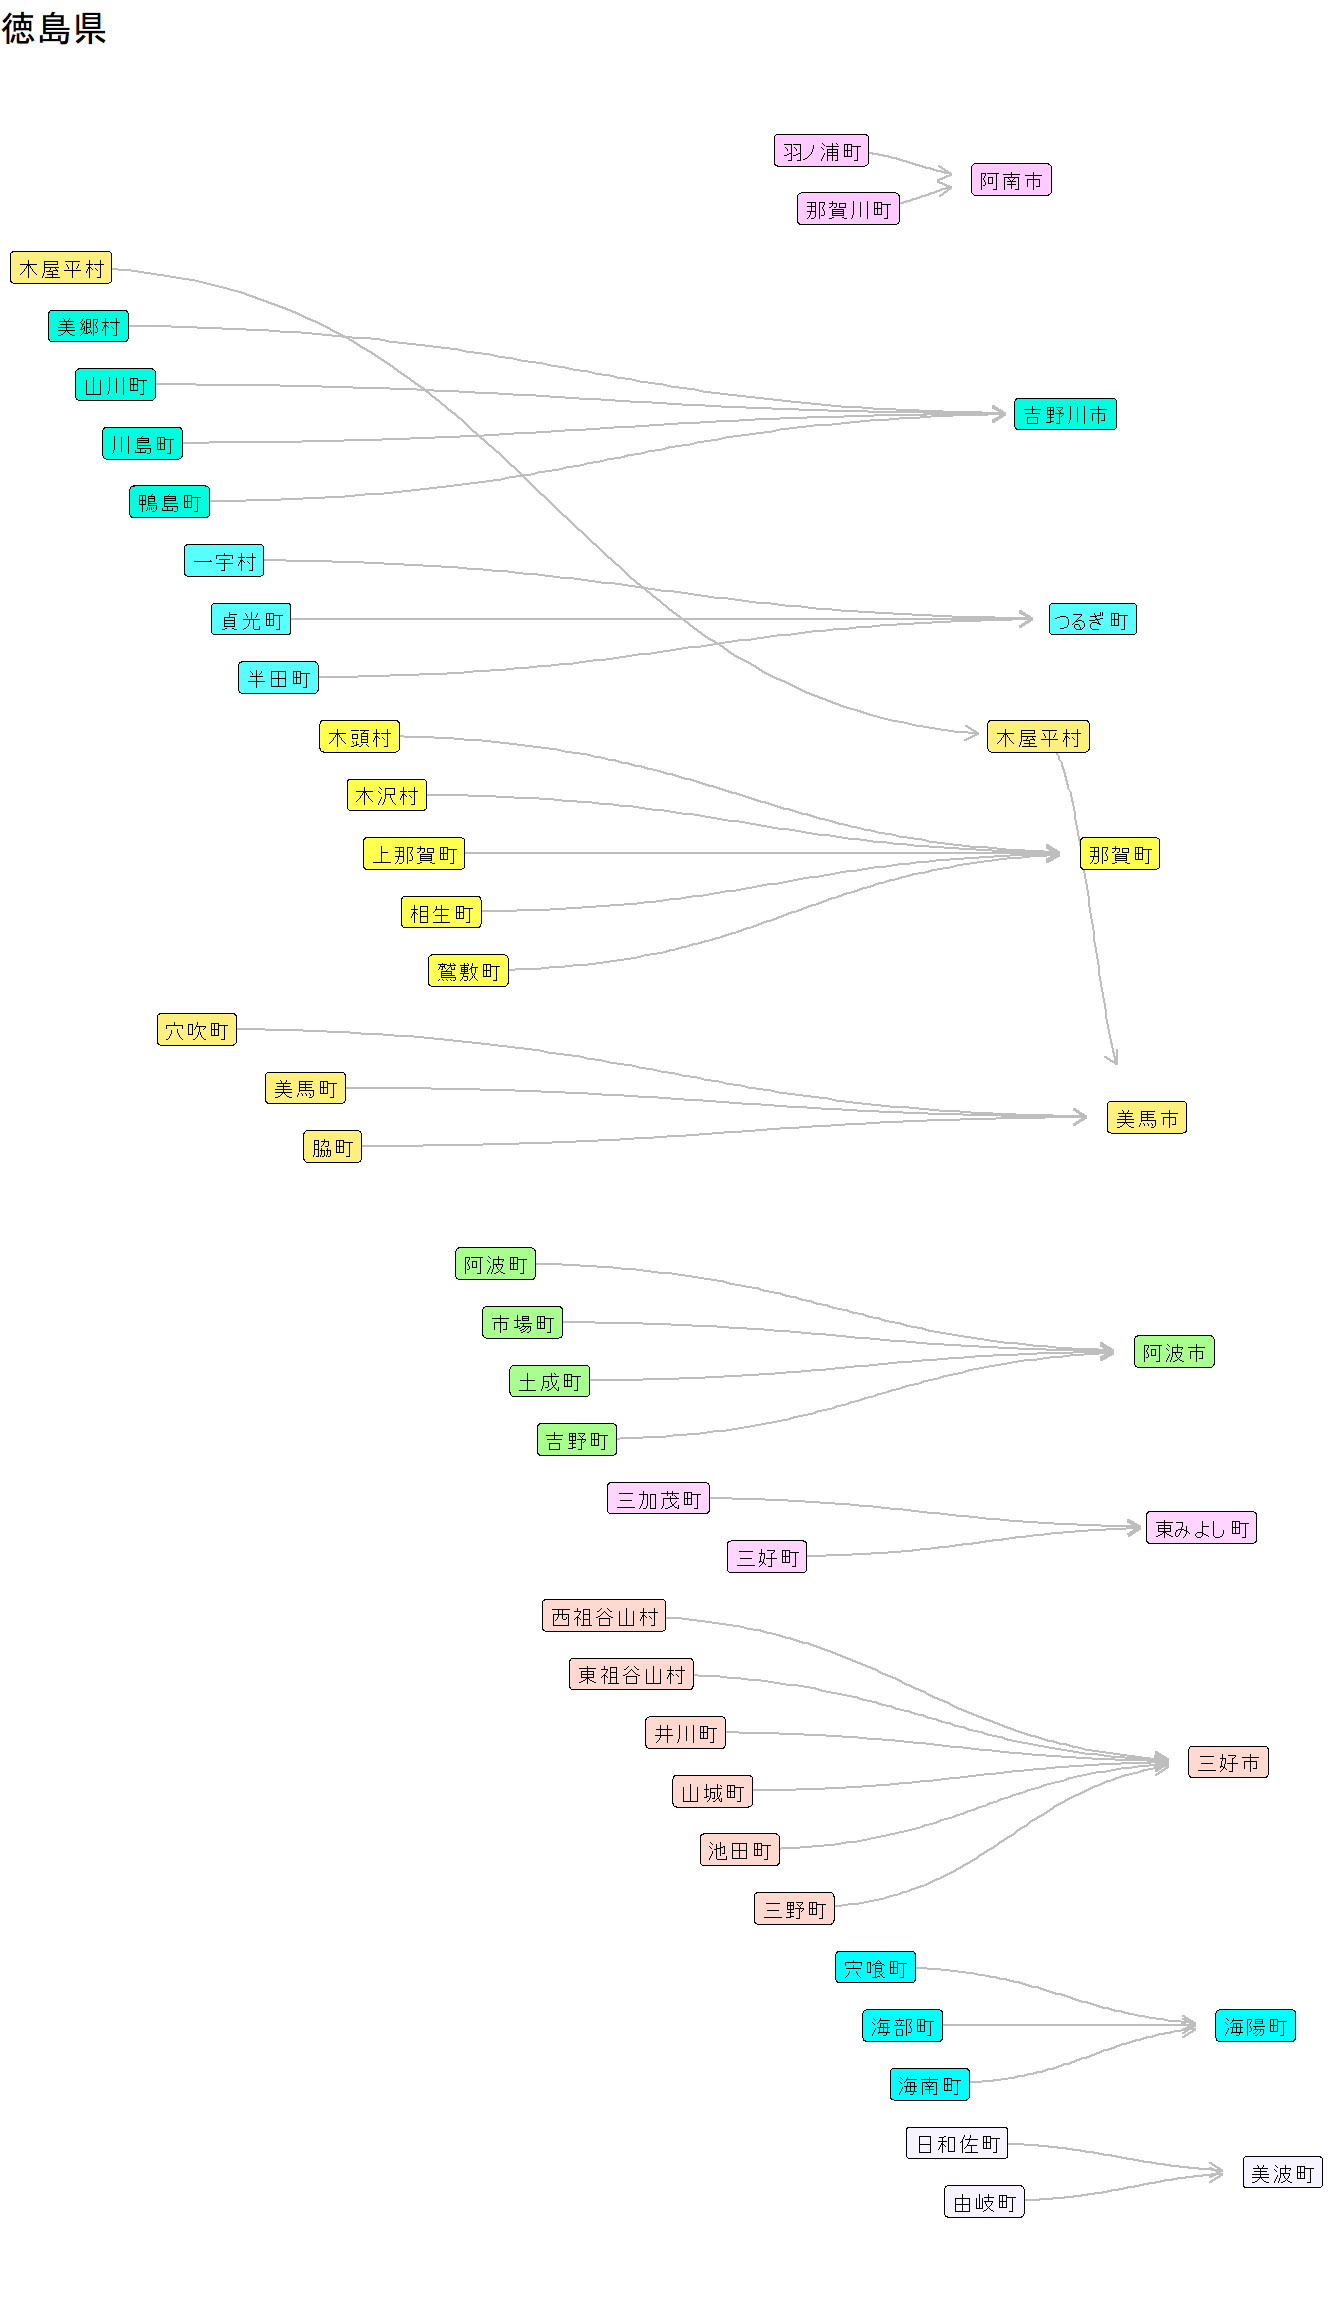 徳島県
羽ノ浦町
阿南市
那賀川町
木屋平村
美郷村
山川町
吉野川市
川島町
鴨島町
一宇村
貞光町
つるぎ町
半田町
木頭村
木屋平村
木沢村
上那賀町
那賀町
相生町
鷲敷町
穴吹町
美馬町
美馬市
脇町
阿波町
市場町
阿波市
土成町
吉野町
三加茂町
東みよし町
三好町
西祖谷山村
東祖谷山村
井川町
三好市
山城町
池田町
三野町
穴喰町
海部町
海陽町
海南町
日和佐町
美波町
由岐町